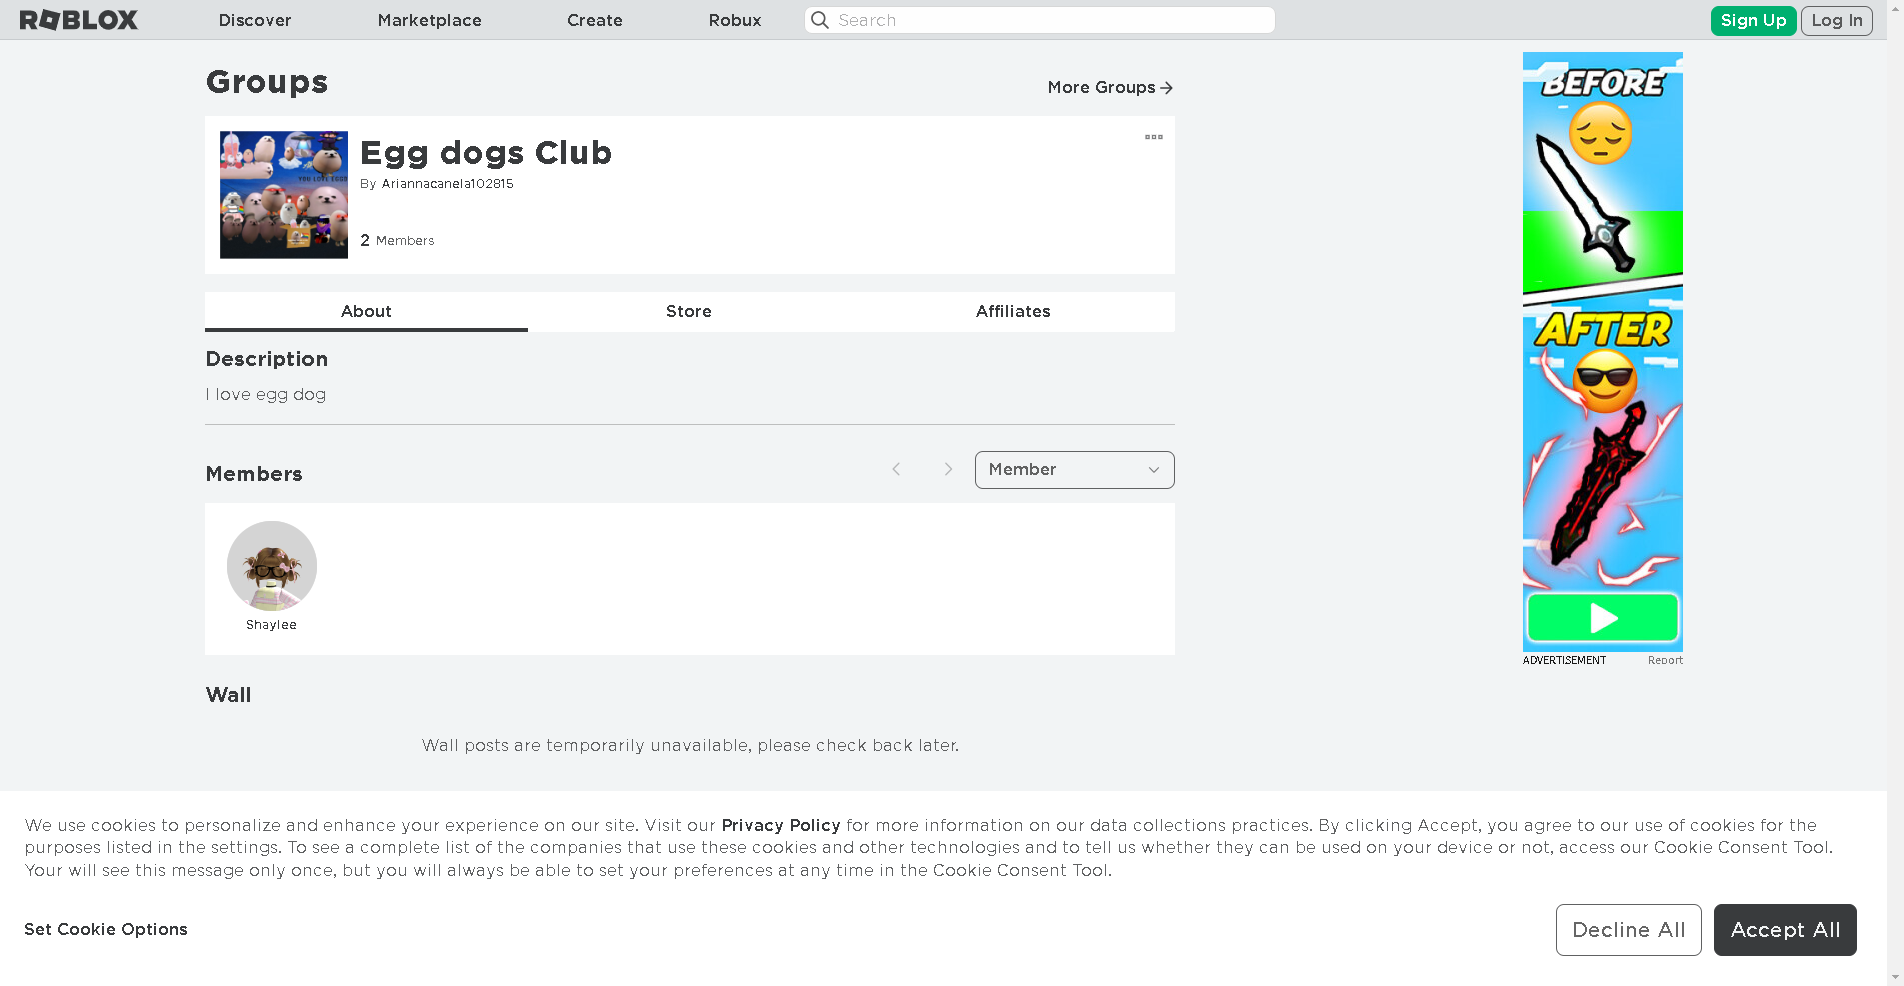 ROBLOX
Discover
Marketplace
Create
Robux
Search
Sign Up
Log In
Groups
More Groups
YOU LOVE EGGS
Egg dogs Club
By Ariannacanela102815
2 Members
About
Store
Affiliates
Description
I love egg dog
Members
Member
Shaylee
Wall
Wall posts are temporarily unavailable, please check back later.
BEFORE
AFTER
ADVERTISEMENT
Report
We use cookies to personalize and enhance your experience on our site. Visit our Privacy Policy for more information on our data collections practices. By clicking Accept, you agree to our use of cookies for the
purposes listed in the settings. To see a complete list of the companies that use these cookies and other technologies and to tell us whether they can be used on your device or not, access our Cookie Consent Tool.
Your will see this message only once, but you will always be able to set your preferences at any time in the Cookie Consent Tool.
Set Cookie Options
Decline All
Accept All